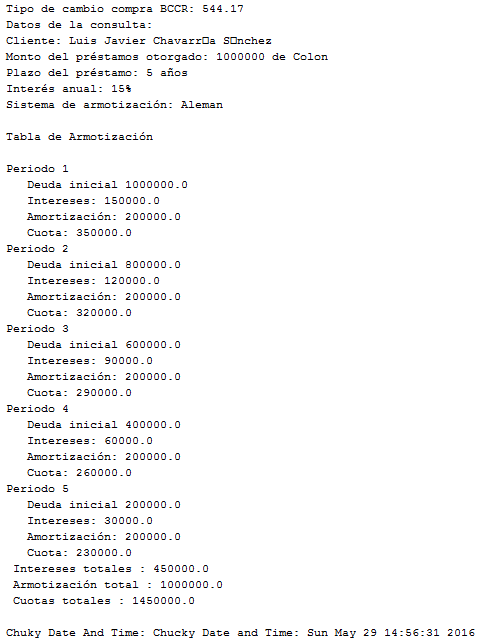 Tipo de cambio compra BCCR: 544.17
Datos de la consulta:
Cliente: Luis Javier Chavarr□a S□nchez
Monto del préstamos otorgado: 1000000 de Colon
Plazo del préstamo: 5 años
Interés anual: 15%
Sistema de armotización: Aleman
Tabla de Armotización
Periodo 1
Deuda inicial 1000000.0
Intereses: 150000.0
Amortización: 200000.0
Cuota: 350000.0
Periodo 2
Deuda inicial 800000.0
Intereses: 120000.0
Amortización: 200000.0
Cuota: 320000.0
Periodo 3
Deuda inicial 600000.0
Intereses: 90000.0
Amortización: 200000.0
Cuota: 290000.0
Periodo 4
Deuda inicial 400000.0
Intereses: 60000.0
Amortización: 200000.0
Cuota: 260000.0
Periodo 5
Deuda inicial 200000.0
Intereses: 30000.0
Amortización: 200000.0
Cuota: 230000.0
Intereses totales : 450000.0
Armotización total : 1000000.0
Cuotas totales : 1450000.0
Chuky Date And Time: Chucky Date and Time: Sun May 29 14:56:31 2016